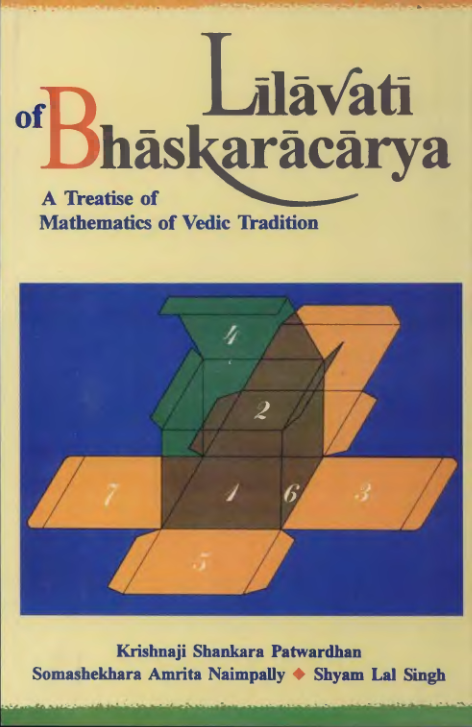 Līlāvatī
of Bhāskarācārya
A Treatise of
Mathematics of Vedic Tradition
4
2
7 1 6 3
5
Krishnaji Shankara Patwardhan
Somashekhara Amrita Naimpally ♦ Shyam Lal Singh